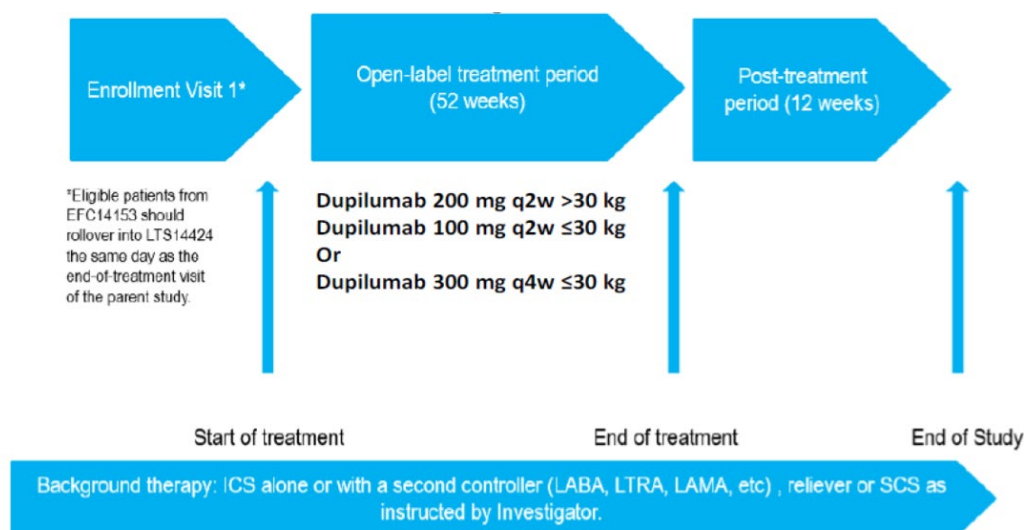 Enrollment Visit 1*
Open-label treatment period
(52 weeks)
Post-treatment
period (12 weeks)
*Eligible patients from
EFC14153 should
rollover into LTS14424
the same day as the
end-of-treatment visit
of the parent study.
Dupilumab 200 mg q2w >30 kg
Dupilumab 100 mg q2w ≤30 kg
Or
Dupilumab 300 mg q4w ≤30 kg
Start of treatment
End of treatment
End of Study
Background therapy: ICS alone or with a second controller (LABA, LTRA, LAMA, etc) , reliever or SCS as
instructed by Investigator.